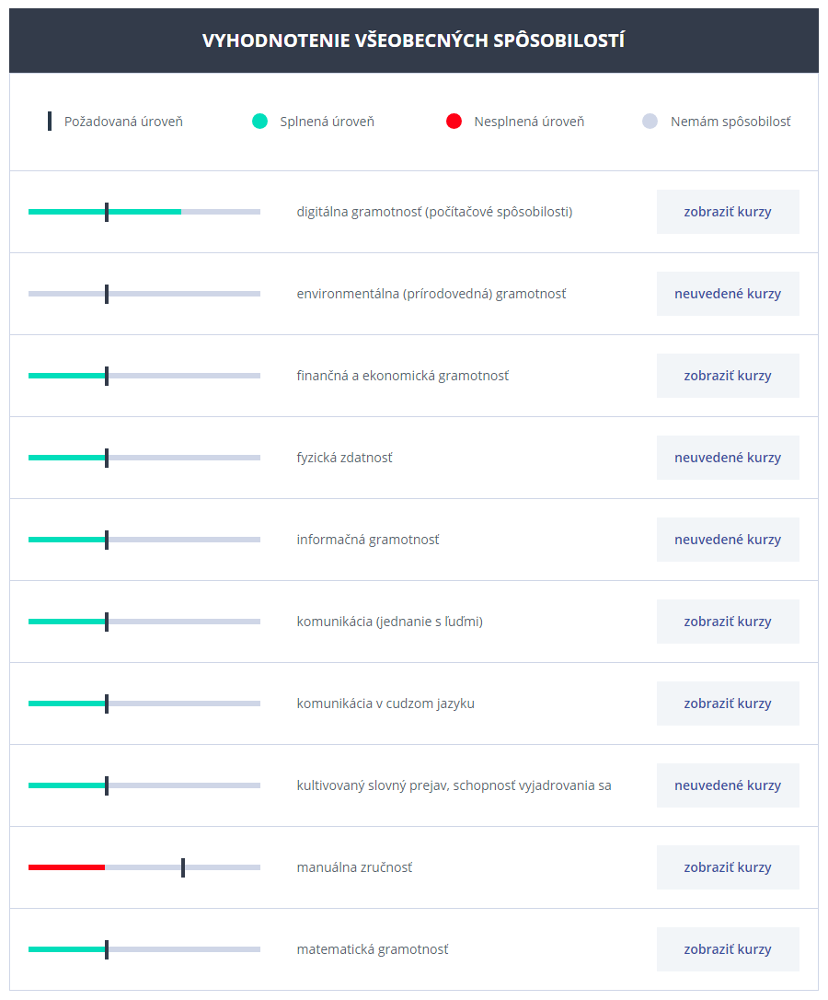 VYHODNOTENIE VŠEOBECNÝCH SPÔSOBILOSTÍ
Požadovaná úroveň Splnená úroveň Nesplnená úroveň Nemám spôsobilosť
digitálna gramotnosť (počítačové spôsobilosti) zobraziť kurzy
environmentálna (prírodovedná) gramotnosť neuvedené kurzy
finančná a ekonomická gramotnosť zobraziť kurzy
fyzická zdatnosť neuvedené kurzy
informačná gramotnosť neuvedené kurzy
komunikácia (jednanie s ľuďmi) zobraziť kurzy
komunikácia v cudzom jazyku zobraziť kurzy
kultivovaný slovný prejav, schopnosť vyjadrovania sa neuvedené kurzy
manuálna zručnosť zobraziť kurzy
matematická gramotnosť zobraziť kurzy